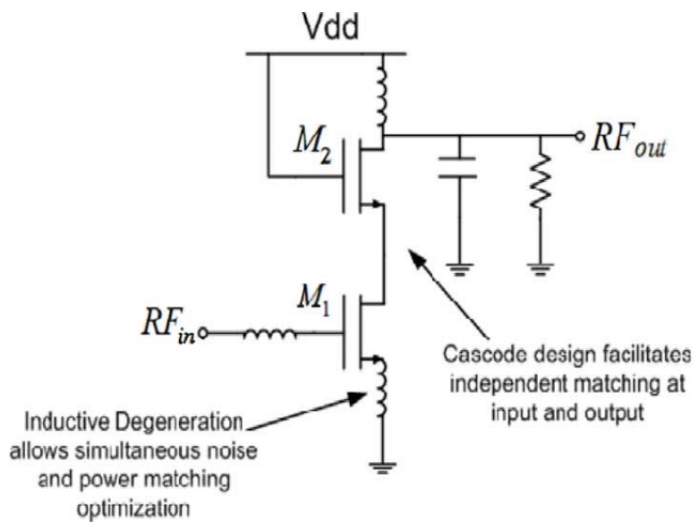 Vdd
M2
RFout
M1
RFin
Cascode design facilitates
independent matching at
input and output
Inductive Degeneration
allows simultaneous noise
and power matching
optimization